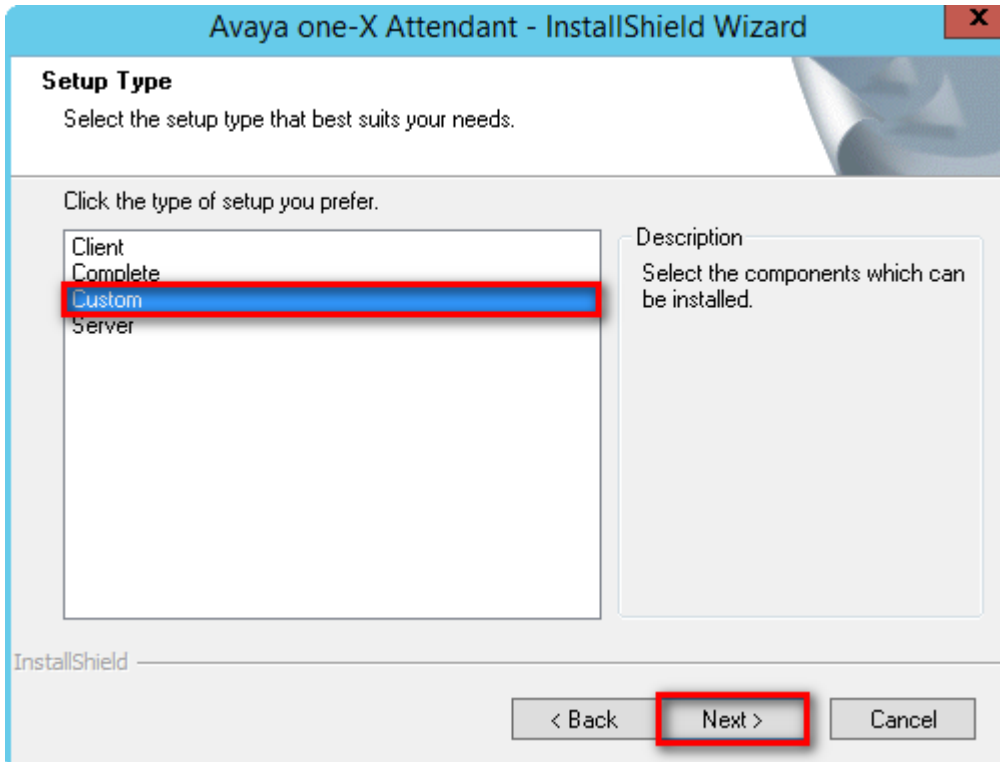 Avaya one-X Attendant - InstallShield Wizard
x
Setup Type
Select the setup type that best suits your needs.
Click the type of setup you prefer.
Client
Complete
Custom
Server
Description
Select the components which can
be installed.
InstallShield
< Back
Next >
Cancel